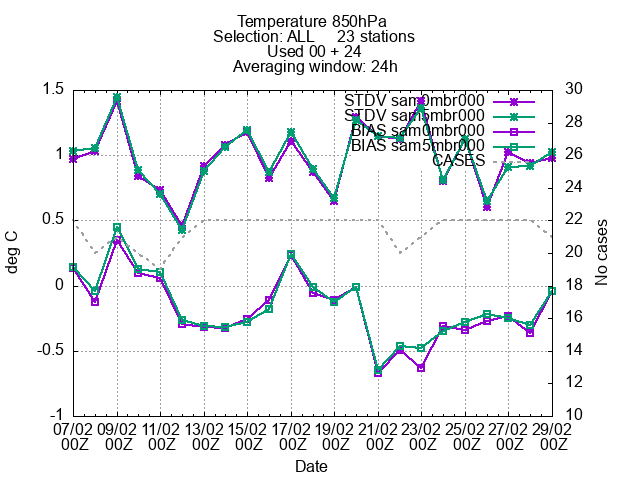 Temperature 850hPa
Selection: ALL 23 stations
Used 00 + 24
Averaging window: 24h
STDV sam0mbr000
STDV sam5mbr000
BIAS sam0mbr000
BIAS sam5mbr000
CASES
1.5
1
0.5
0
-0.5
-1
deg C
30
28
26
24
22
20
18
16
14
12
10
No cases
07/02 09/02 11/02 13/02 15/02 17/02 19/02 21/02 23/02 25/02 27/02 29/02
00Z 00Z 00Z 00Z 00Z 00Z 00Z 00Z 00Z 00Z 00Z 00Z
Date